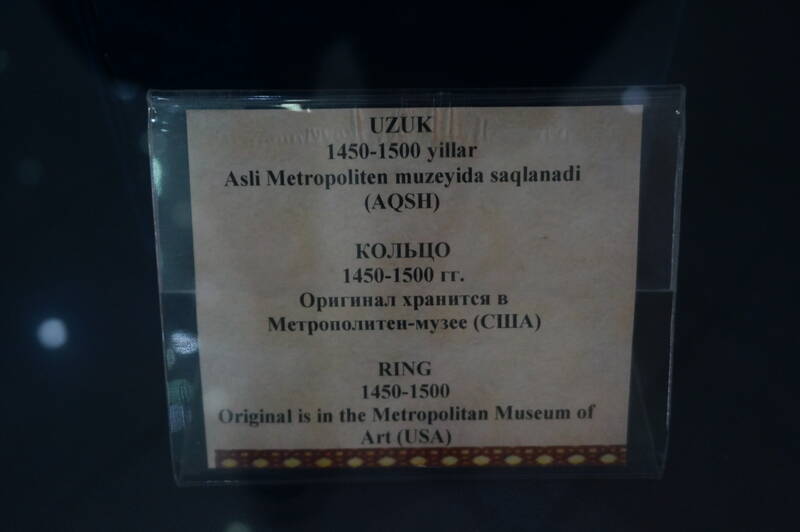 UZUK
1450-1500 yillar
Asli Metropoliten muzeyida saqlanadi
(AQSH)
КОЛЬЦО
1450-1500 гг.
Оригинал хранится в
Метрополитен-музее (США)
RING
1450-1500
Original is in the Metropolitan Museum of
Art (USA)